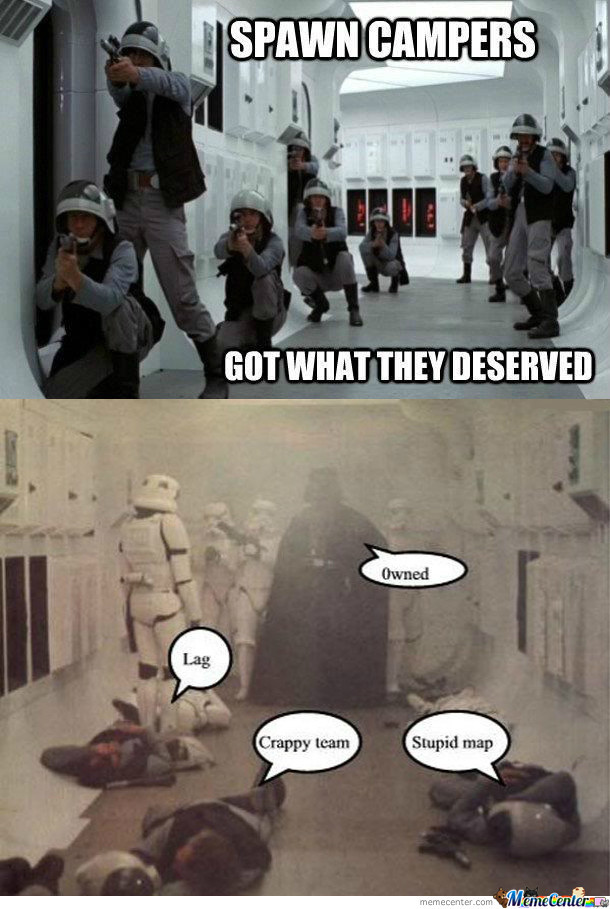 SPAWN CAMPERS
GOT WHAT THEY DESERVED
0wned
Lag
Crappy team
Stupid map
memecenter.com MemeCenter